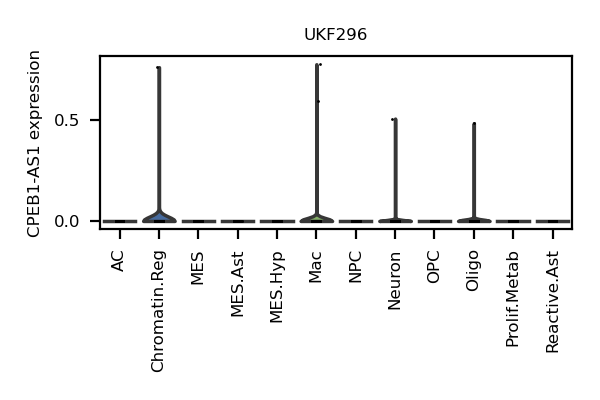 UKF296
CPEB1-AS1 expression
0.5
0.0
AC
Chromatin.Reg
MES
MES.Ast
MES.Hyp
Mac
NPC
Neuron
OPC
Oligo
Prolif.Metab
Reactive.Ast